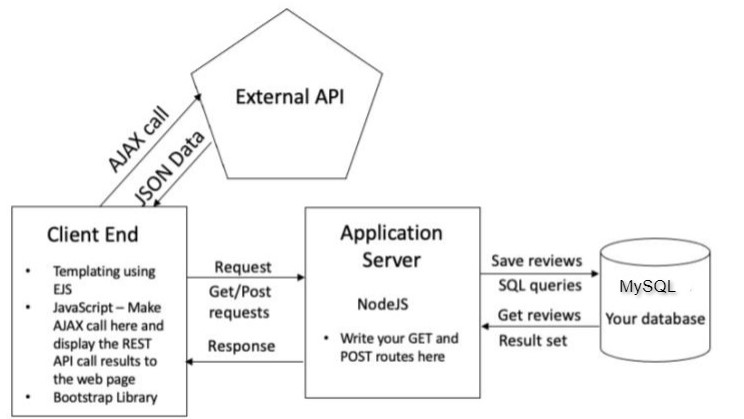 External API
AJAX call
JSON Data
Client End
• Templating using
EJS
• JavaScript – Make
AJAX call here and
display the REST
API call results to
the web page
• Bootstrap Library
Request
Get/Post
requests
Response
Application
Server
NodeJS
• Write your GET and
POST routes here
Save reviews
SQL queries
Get reviews
Result set
MySQL
Your database